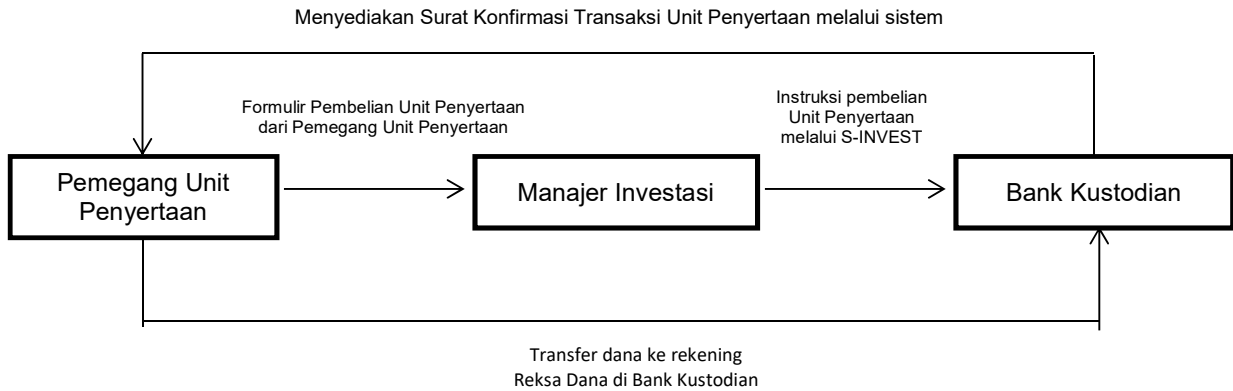 Menyediakan Surat Konfirmasi Transaksi Unit Penyertaan melalui sistem
Formulir Pembelian Unit Penyertaan
dari Pemegang Unit Penyertaan
Instruksi pembelian
Unit Penyertaan
melalui S-INVEST
Pemegang Unit
Penyertaan
Manajer Investasi
Bank Kustodian
Transfer dana ke rekening
Reksa Dana di Bank Kustodian